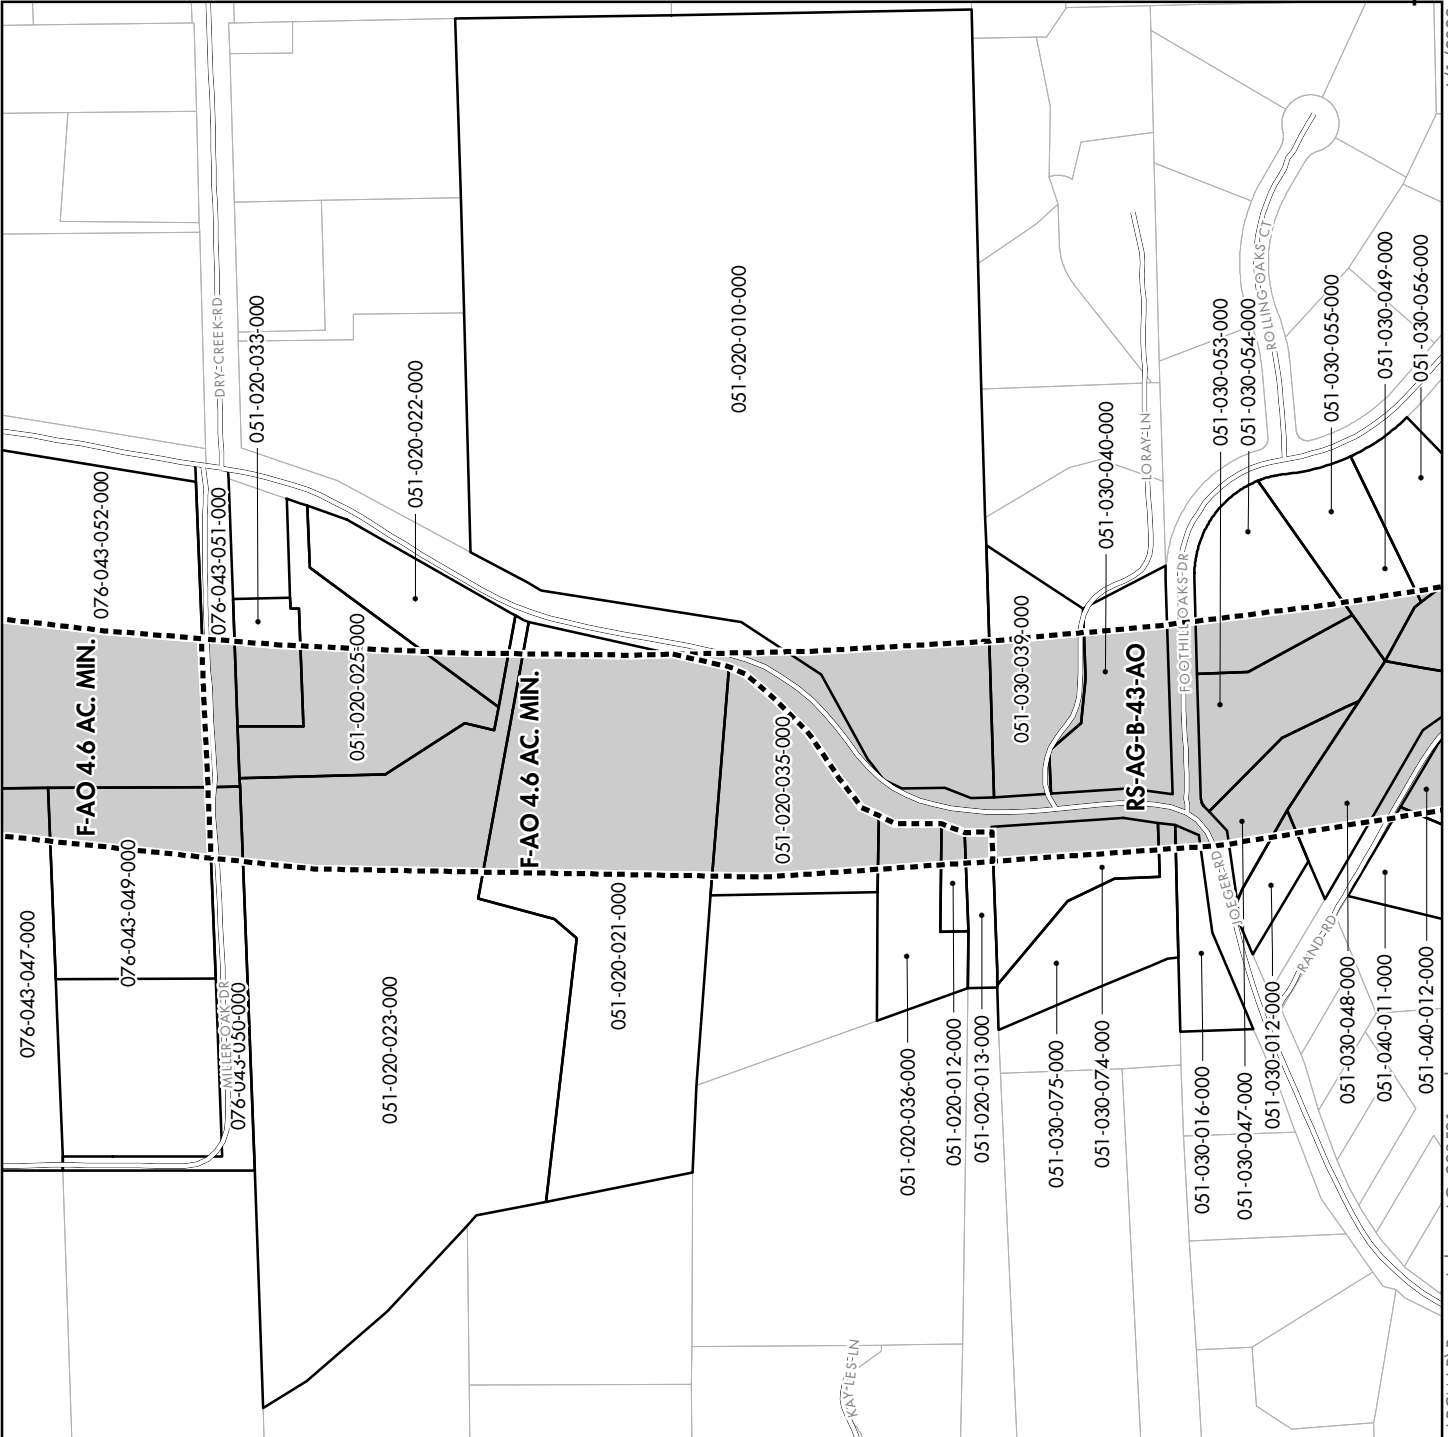 DRY CREEK RD
051-020-033-000
051-020-022-000
051-020-010-000
ROLLING OAKS CT
051-030-053-000
051-030-054-000
051-030-055-000
051-030-049-000
051-030-056-000
LORAY LN
051-030-040-000
076-043-052-000
076-043-051-000
051-020-025-000
051-030-039-000
FOOTHILL OAKS DR
F-AO 4.6 AC. MIN.
F-AO 4.6 AC. MIN.
RS-AG-B-43-AO
051-020-035-000
076-043-047-000
076-043-049-000
076-043-050-000
MILLER OAK DR
051-020-023-000
051-020-021-000
JOEGER RD
RAND RD
051-020-036-000
051-020-012-000
051-020-013-000
051-030-075-000
051-030-074-000
051-030-016-000
051-030-047-000
051-030-012-000
051-030-048-000
051-040-011-000
051-040-012-000
KAY LES LN